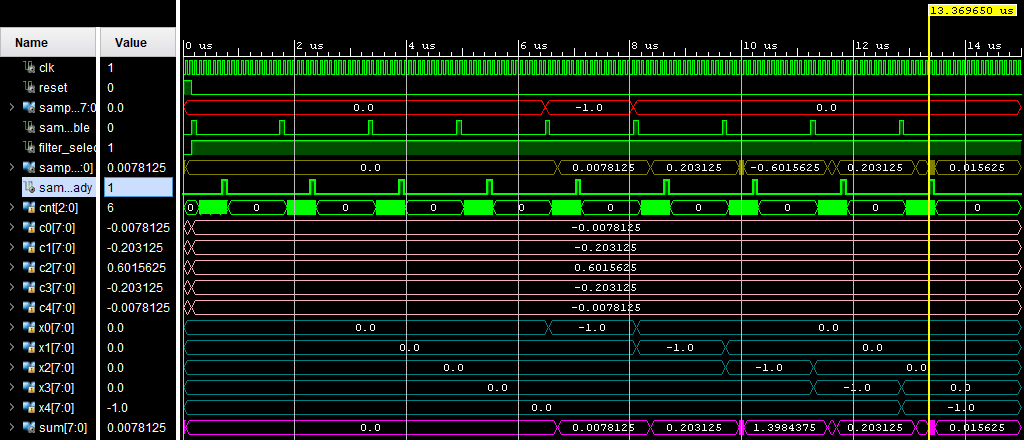 13.369650 us
Name Value 0 us 2 us 4 us 6 us 8 us 10 us 12 us 14 us
clk 1
reset 0
samp...7:0] 0.0 0.0 -1.0 0.0
sam...ble 0
filter_selec 1
samp...:0] 0.0078125 0.0 0.0078125 0.203125 -0.6015625 0.203125 0.015625
sam...ady 1
cnt[2:0] 6 0 0 0 0 0 0 0 0 0 0
c0[7:0] -0.0078125 -0.0078125
c1[7:0] -0.203125 -0.203125
c2[7:0] 0.6015625 0.6015625
c3[7:0] -0.203125 -0.203125
c4[7:0] -0.0078125 -0.0078125
x0[7:0] 0.0 0.0 -1.0 0.0
x1[7:0] 0.0 0.0 -1.0 0.0
x2[7:0] 0.0 0.0 -1.0 0.0
x3[7:0] 0.0 0.0 -1.0 0.0
x4[7:0] -1.0 0.0 -1.0
sum[7:0] 0.0078125 0.0 0.0078125 0.203125 1.3984375 0.203125 0.015625